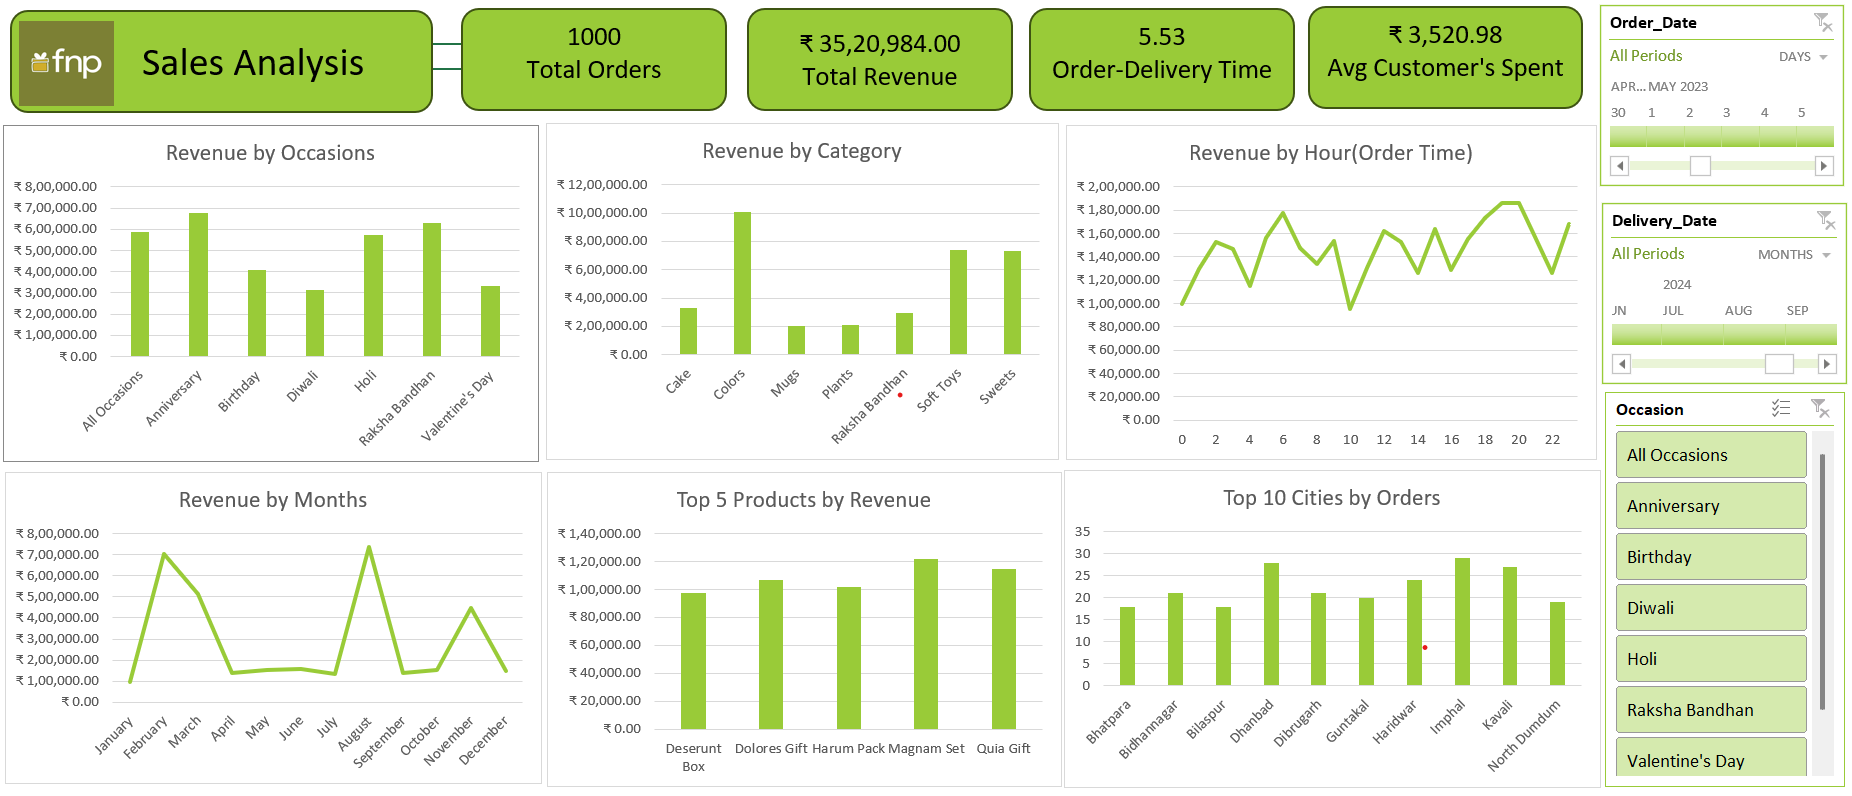 fnp
Sales Analysis
1000
Total Orders
₹ 35,20,984.00
Total Revenue
5.53
Order-Delivery Time
₹ 3,520.98
Avg Customer's Spent
Order_Date
All Periods
DAYS
APR... MAY 2023
30 1 2 3 4 5
Revenue by Occasions
₹ 8,00,000.00
₹ 7,00,000.00
₹ 6,00,000.00
₹ 5,00,000.00
₹ 4,00,000.00
₹ 3,00,000.00
₹ 2,00,000.00
₹ 1,00,000.00
₹ 0.00
All Occasions
Anniversary
Birthday
Diwali
Holi
Raksha Bandhan
Valentine's Day
Revenue by Category
₹ 12,00,000.00
₹ 10,00,000.00
₹ 8,00,000.00
₹ 6,00,000.00
₹ 4,00,000.00
₹ 2,00,000.00
₹ 0.00
Cake
Colors
Mugs
Plants
Raksha Bandhan
Soft Toys
Sweets
Revenue by Hour(Order Time)
₹ 2,00,000.00
₹ 1,80,000.00
₹ 1,60,000.00
₹ 1,40,000.00
₹ 1,20,000.00
₹ 1,00,000.00
₹ 80,000.00
₹ 60,000.00
₹ 40,000.00
₹ 20,000.00
₹ 0.00
0 2 4 6 8 10 12 14 16 18 20 22
Delivery_Date
All Periods
MONTHS
2024
JN JUL AUG SEP
Occasion
All Occasions
Anniversary
Birthday
Diwali
Holi
Raksha Bandhan
Valentine's Day
Revenue by Months
₹ 8,00,000.00
₹ 7,00,000.00
₹ 6,00,000.00
₹ 5,00,000.00
₹ 4,00,000.00
₹ 3,00,000.00
₹ 2,00,000.00
₹ 1,00,000.00
₹ 0.00
January
February
March
April
May
June
July
August
September
October
November
December
Top 5 Products by Revenue
₹ 1,40,000.00
₹ 1,20,000.00
₹ 1,00,000.00
₹ 80,000.00
₹ 60,000.00
₹ 40,000.00
₹ 20,000.00
₹ 0.00
Deserunt Dolores Gift Harum Pack Magnam Set Quia Gift
Box
Top 10 Cities by Orders
35
30
25
20
15
10
5
0
Bhatpara
Bidhannagar
Bilaspur
Dhanbad
Dibrugarh
Guntakal
Haridwar
Imphal
Kavali
North Dumdum